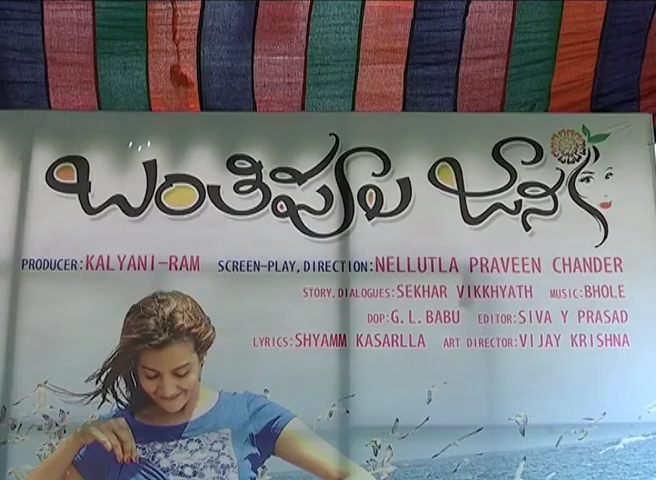 బంతిపూల జానకి
PRODUCER:KALYANI-RAM SCREEN-PLAY, DIRECTION:NELLUTLA PRAVEEN CHANDER
STORY, DIALOGUES:SEKHAR VIKKHYATH MUSIC:BHOLE
DOP:G.L.BABU EDITOR:SIVA Y PRASAD
LYRICS:SHYAMM KASARLLA ART DIRECTOR:VIJAY KRISHNA